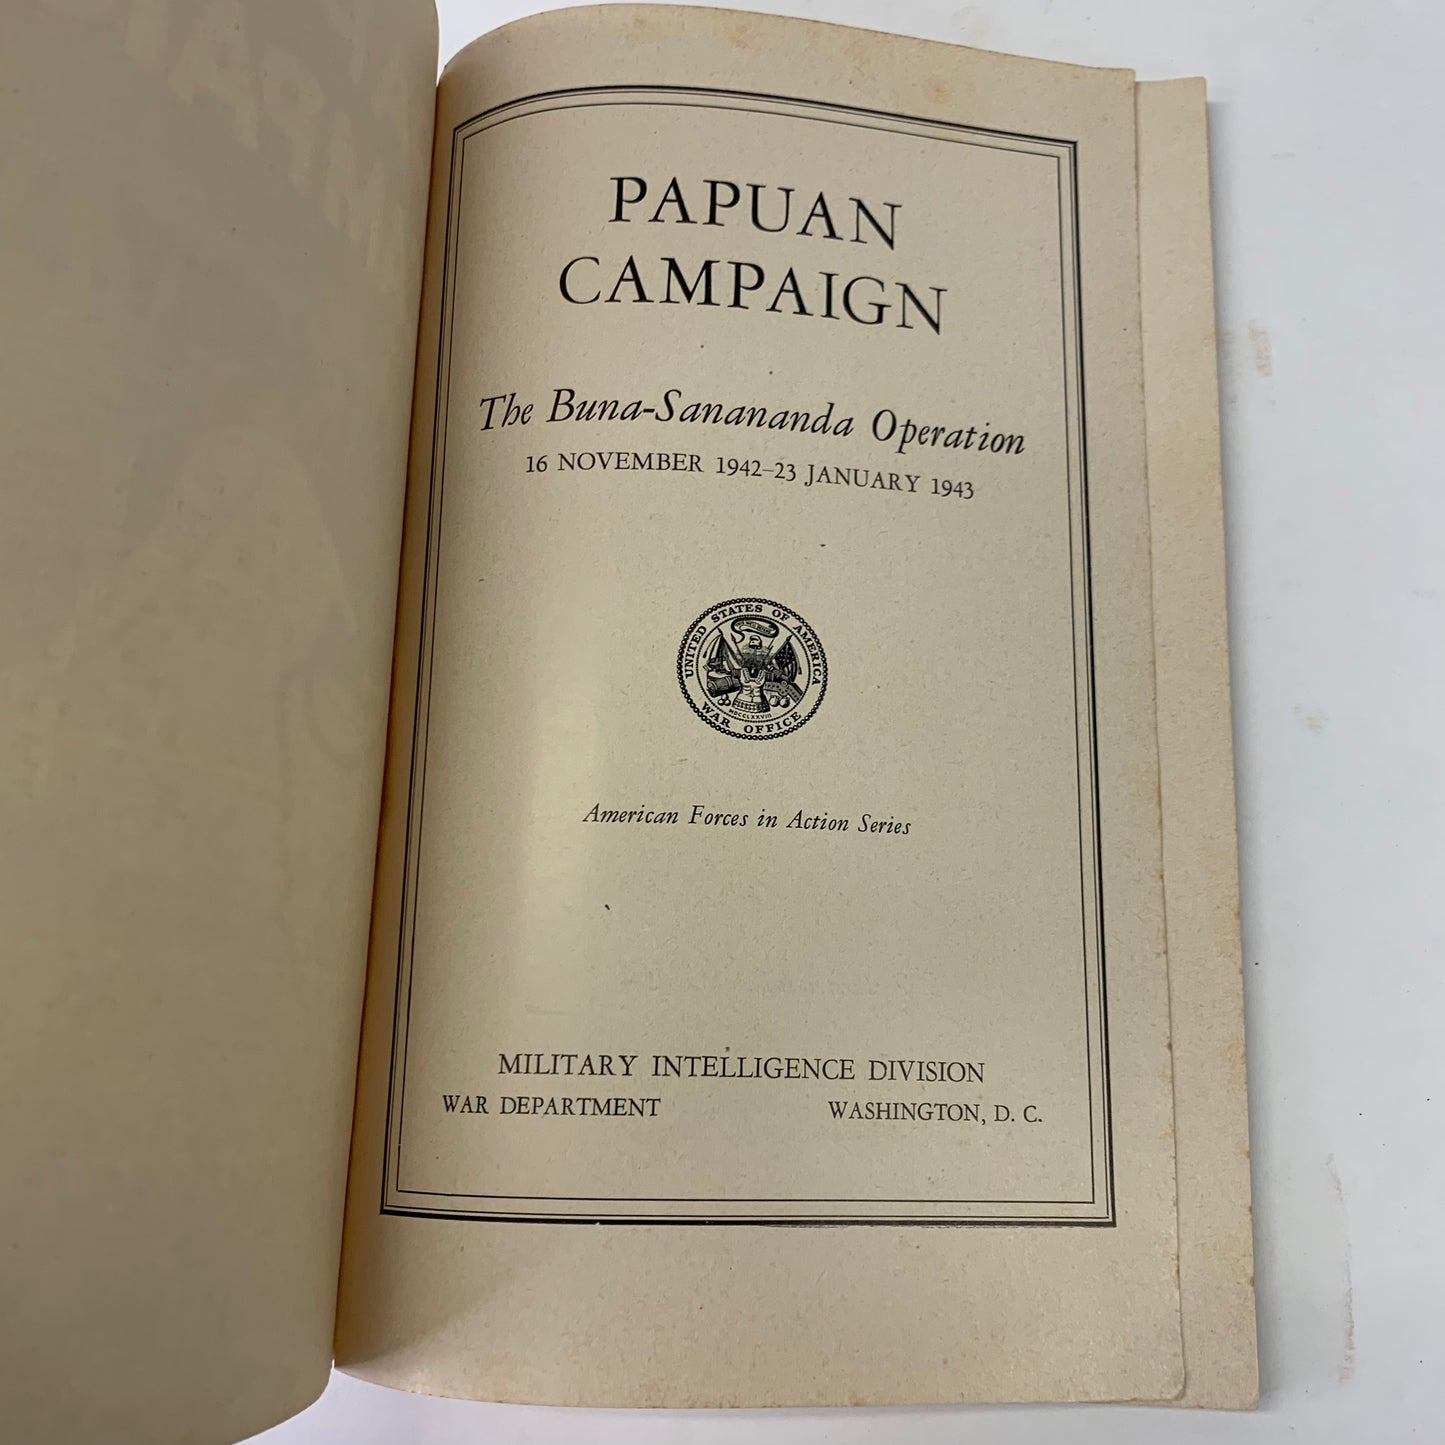 PAPUAN
CAMPAIGN
The Buna-Sanananda Operation
16 NOVEMBER 1942–23 JANUARY 1943
UNITED STATES OF AMERICA
MDCCLXXVIII
WAR OFFICE
American Forces in Action Series
MILITARY INTELLIGENCE DIVISION
WAR DEPARTMENT WASHINGTON, D. C.